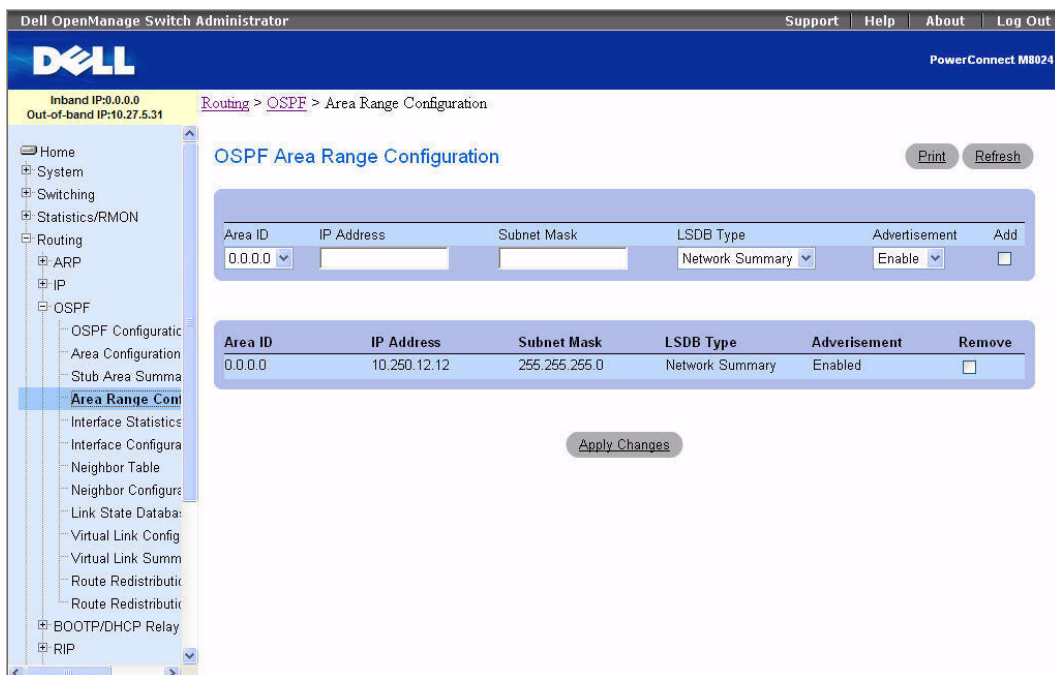 Dell OpenManage Switch Administrator
Support Help About Log Out
DELL
PowerConnect M8024
Inband IP:0.0.0.0
Out-of-band IP:10.27.5.31
Routing > OSPF > Area Range Configuration
Home
System
Switching
Statistics/RMON
Routing
ARP
IP
OSPF
OSPF Configuratic
Area Configuration
Stub Area Summa
Area Range Conf
Interface Statistics
Interface Configura
Neighbor Table
Neighbor Configura
Link State Databas
Virtual Link Config
Virtual Link Summ
Route Redistributic
Route Redistributic
BOOTP/DHCP Relay
RIP
OSPF Area Range Configuration
Print Refresh
Area ID IP Address Subnet Mask LSDB Type Advertisement Add
0.0.0.0 Network Summary Enable
Area ID IP Address Subnet Mask LSDB Type Adverisement Remove
0.0.0.0 10.250.12.12 255.255.255.0 Network Summary Enabled
Apply Changes